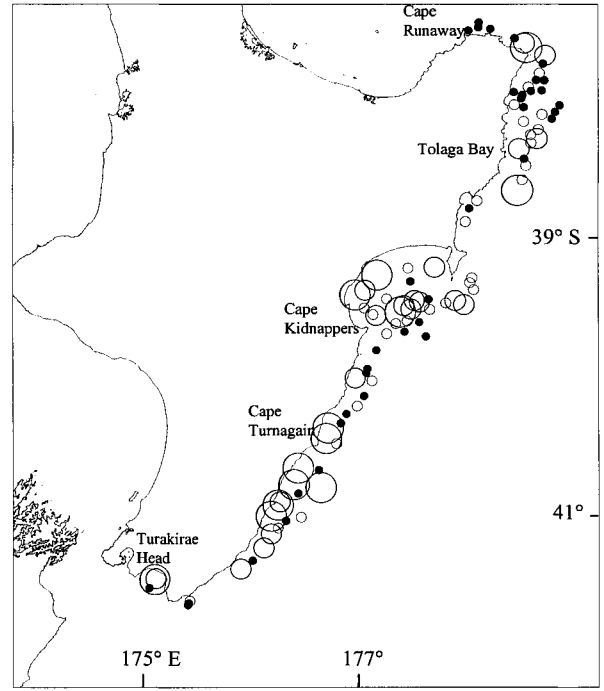 Cape
Runaway
Tolaga Bay
39° S
Cape
Kidnappers
Cape
Turnagain
41°
Turakirae
Head
175° E
177°